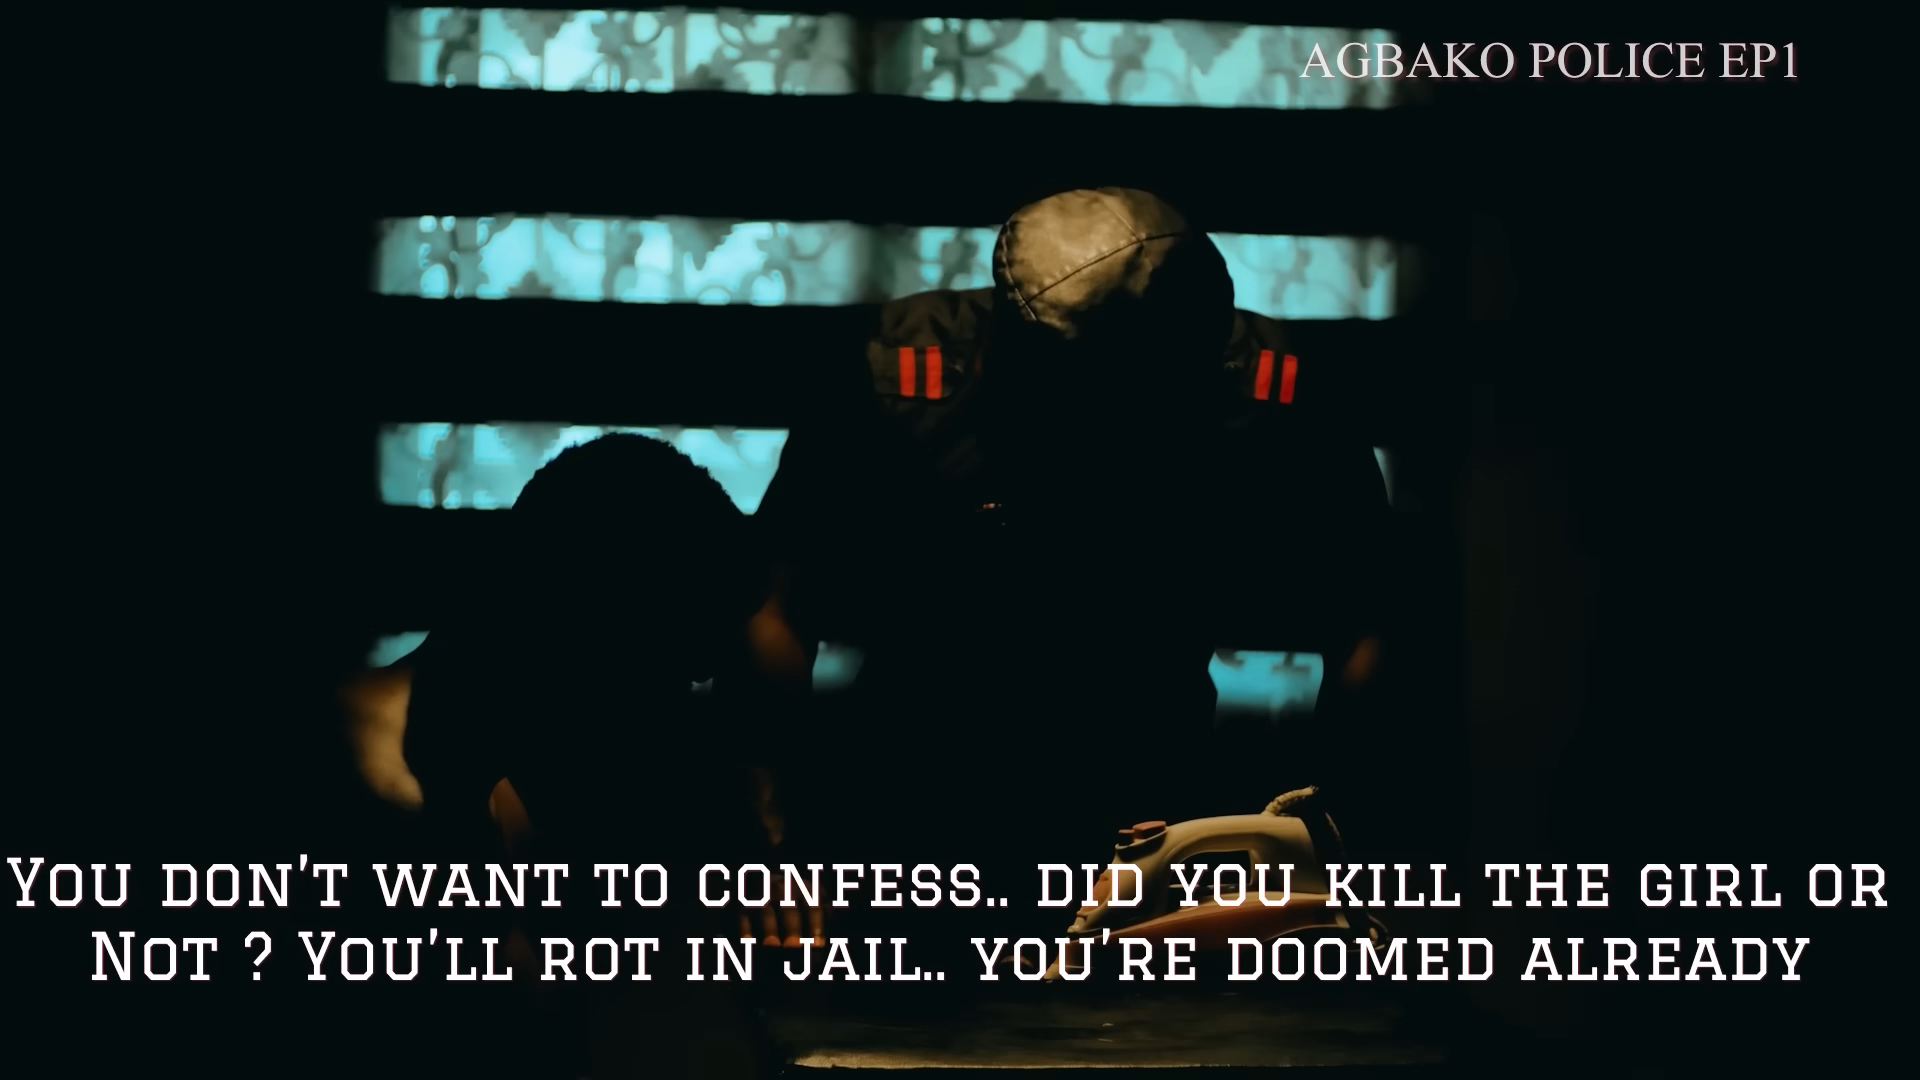 AGBAKO POLICE EP1
You don't want to confess.. did you kill the girl or
Not ? You'll rot in jail.. you're doomed already